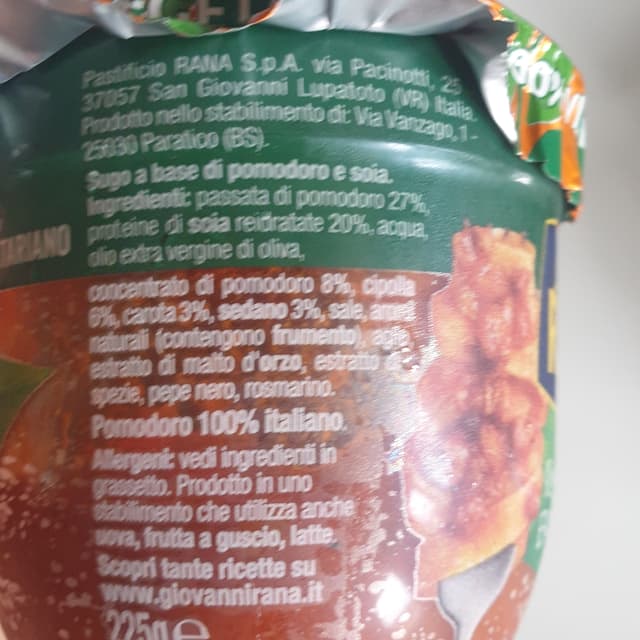 Pastificio RANA S.p.A. via Pacinotti, 25
37057 San Giovanni Lupatoto (VR) Italia.
Prodotto nello stabilimento di: Via Vanzago, 1-
25030 Paratico (BS).
Sugo a base di pomodoro e soia.
Ingredienti: passata di pomodoro 27%,
proteine di soia reidratate 20%, acqua,
olio extra vergine di oliva,
concentrato di pomodoro 8%, cipolla
6%, carota 3%, sedano 3%, sale, aromi
naturali (contengono frumento), aglio,
estratto di malto d'orzo, estratto di
spezie, pepe nero, rosmarino.
Pomodoro 100% italiano.
Allergeni: vedi ingredienti in
grassetto. Prodotto in uno
stabilimento che utilizza anche
uova, frutta a guscio, latte.
Scopri tante ricette su
www.giovannirana.it
225g e